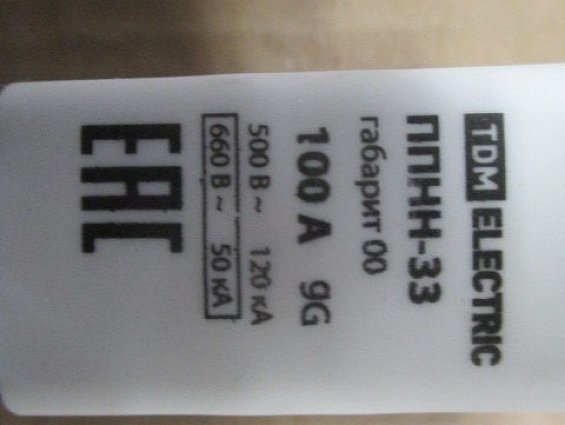 TDM ELECTRIC
ППНН-33
габарит 00
100 А gG
500 В ~ 120 кА
660 В ~ 50 кА
EAC